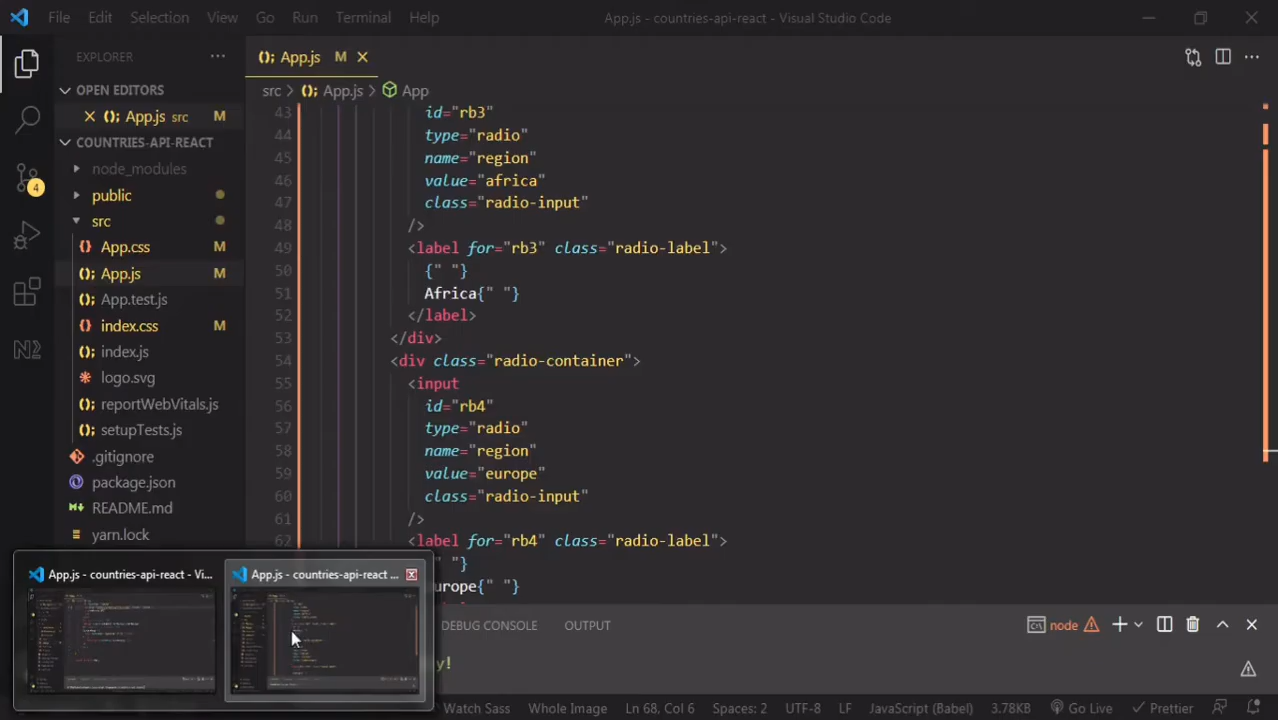 File Edit Selection View Go Run Terminal Help
App.js - countries-api-react - Visual Studio Code
EXPLORER
OPEN EDITORS
App.js src M
COUNTRIES-API-REACT
node_modules
public
src
App.css M
App.js M
App.test.js
index.css M
index.js
logo.svg
reportWebVitals.js
setupTests.js
.gitignore
package.json
README.md
yarn.lock
4
App.js M
src > App.js > App
43 id="rb3"
44 type="radio"
45 name="region"
46 value="africa"
47 class="radio-input"
48 />
49 <label for="rb3" class="radio-label">
50 {" "}
51 Africa{" "}
52 </label>
53 </div>
54 <div class="radio-container">
55 <input
56 id="rb4"
57 type="radio"
58 name="region"
59 value="europe"
60 class="radio-input"
61 />
62 <label for="rb4" class="radio-label">
"}
urope{" "}
App.js - countries-api-react - Vi...
App.js - countries-api-react ...
DEBUG CONSOLE OUTPUT
node
y!
Watch Sass Whole Image Ln 68, Col 6 Spaces: 2 UTF-8 LF JavaScript (Babel) 3.78KB Go Live Prettier